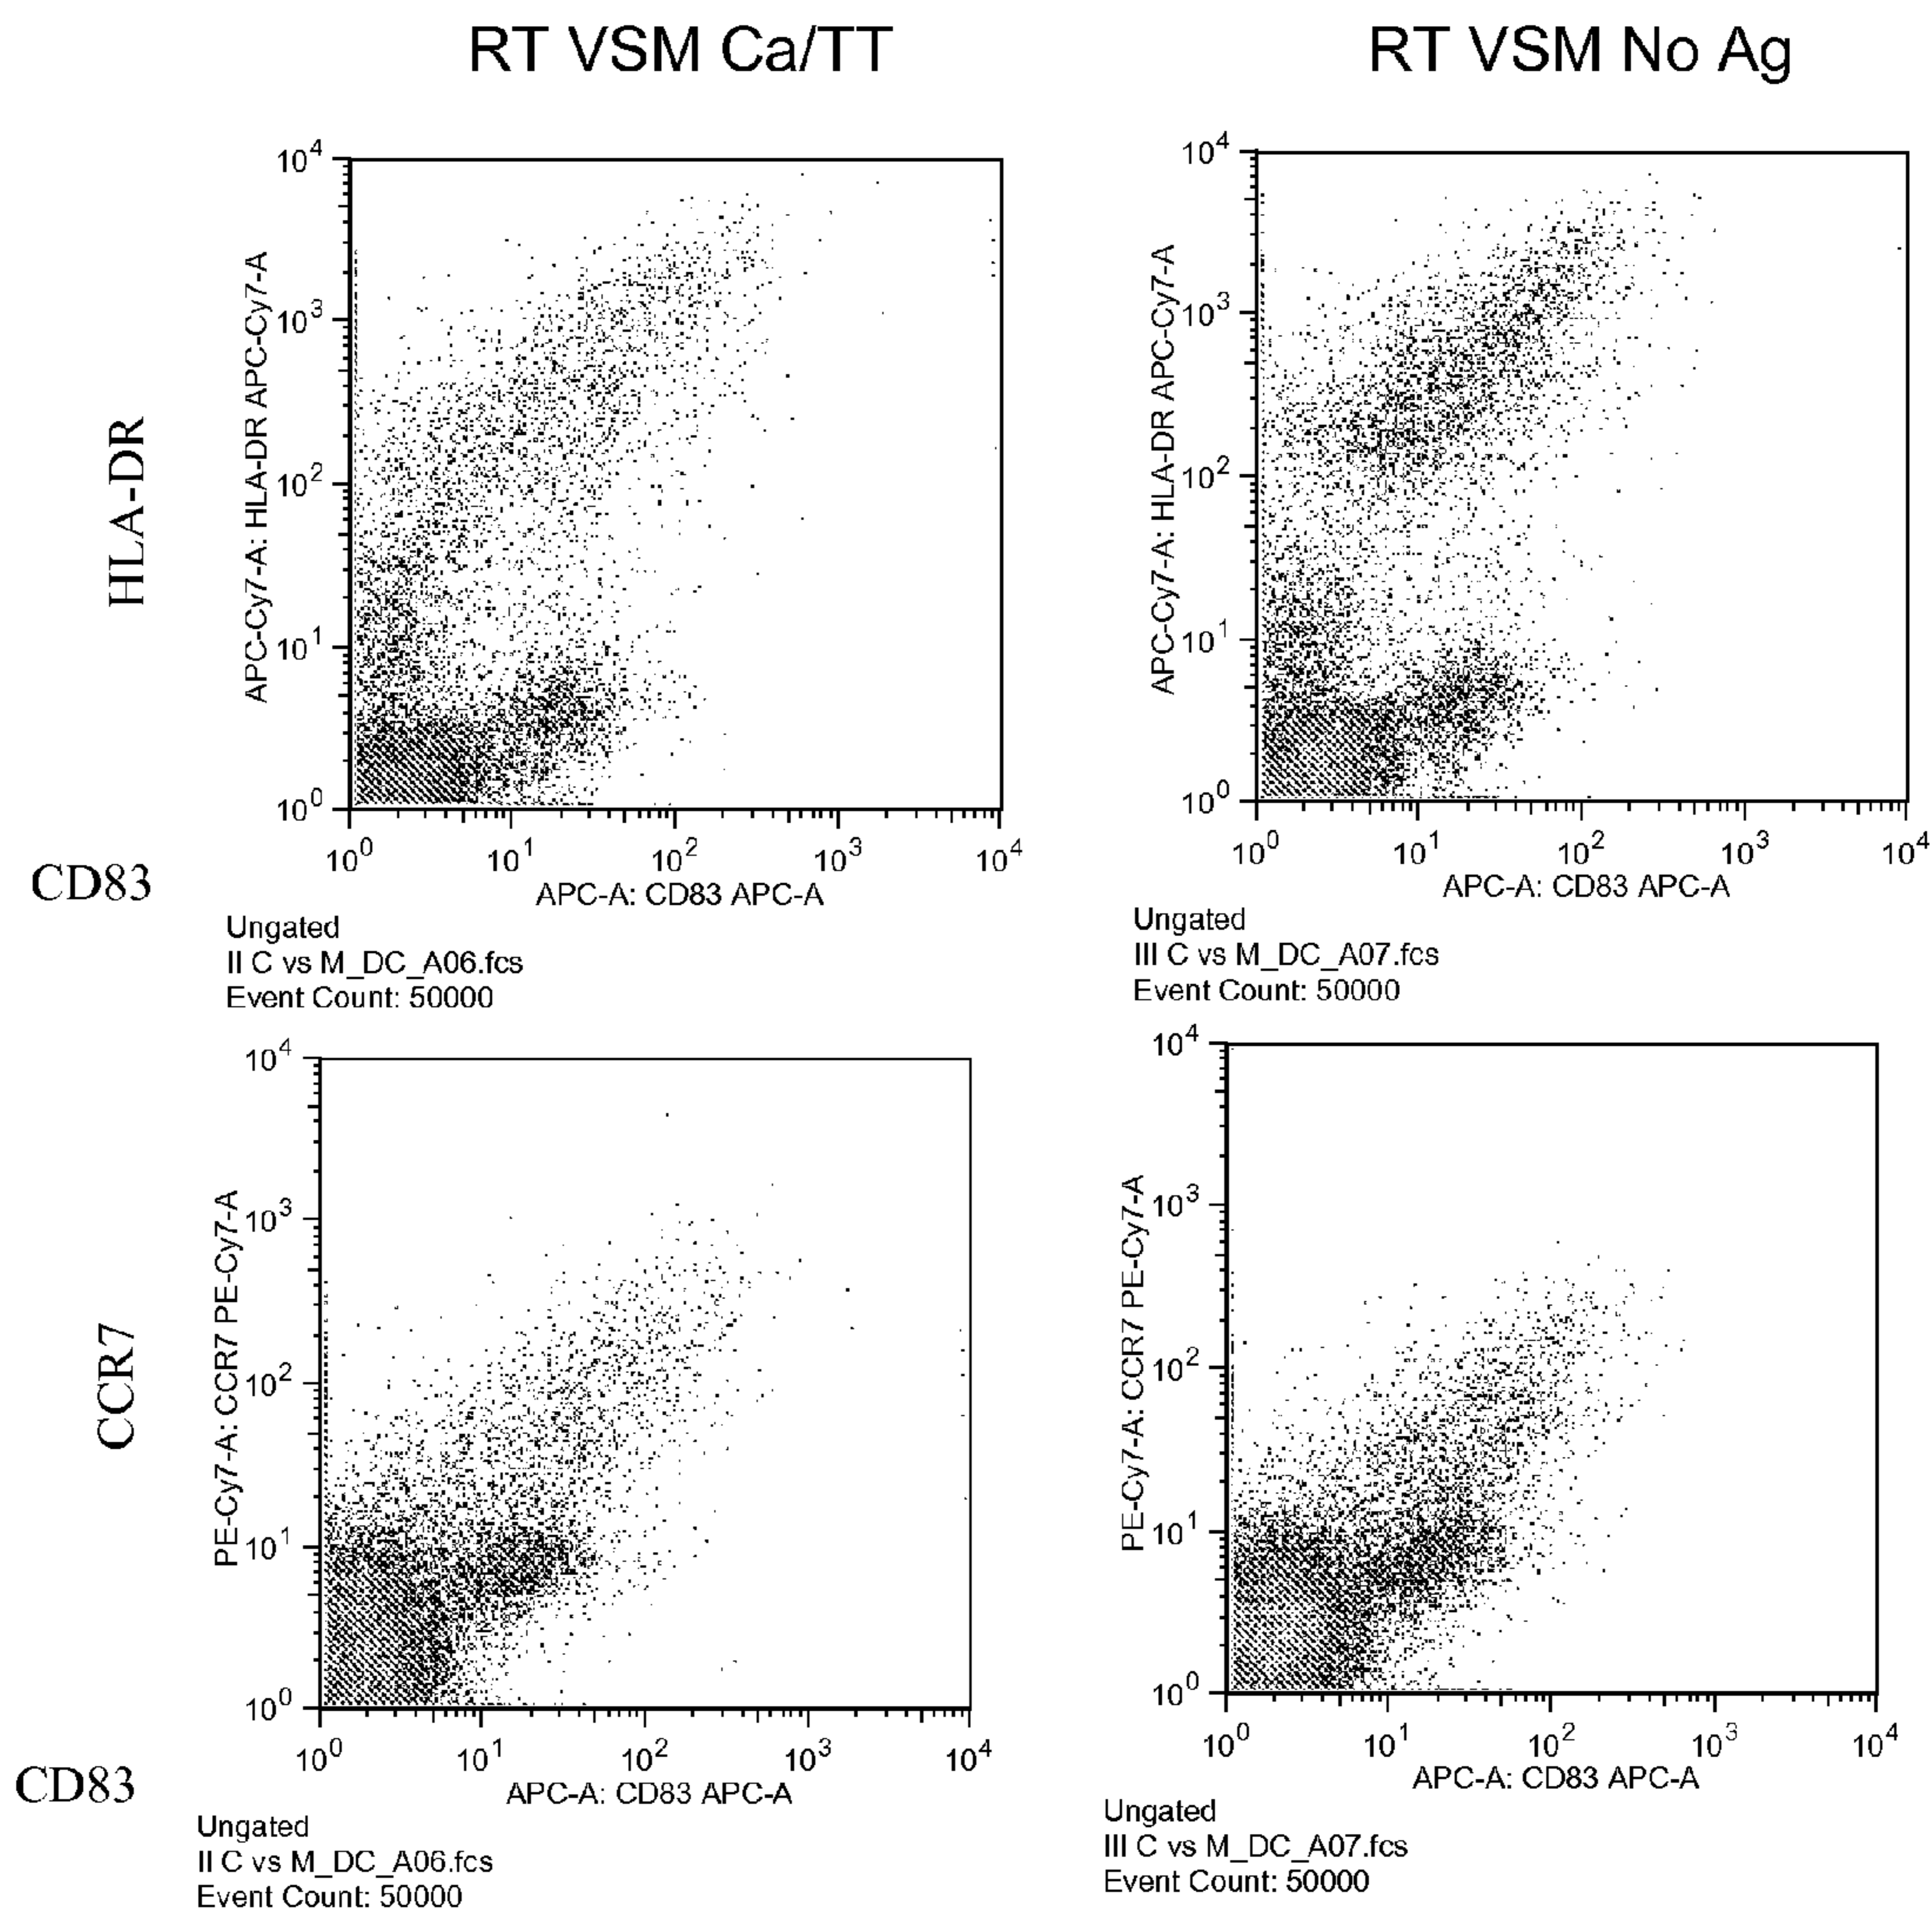 RT VSM Ca/TT
RT VSM No Ag
HLA-DR
APC-Cy7-A: HLA-DR APC-Cy7-A
10^4
10^3
10^2
10^1
10^0
10^0 10^1 10^2 10^3 10^4
CD83
APC-A: CD83 APC-A
Ungated
II C vs M_DC_A06.fcs
Event Count: 50000
APC-Cy7-A: HLA-DR APC-Cy7-A
10^4
10^3
10^2
10^1
10^0
10^0 10^1 10^2 10^3 10^4
APC-A: CD83 APC-A
Ungated
III C vs M_DC_A07.fcs
Event Count: 50000
CCR7
PE-Cy7-A: CCR7 PE-Cy7-A
10^4
10^3
10^2
10^1
10^0
10^0 10^1 10^2 10^3 10^4
CD83
APC-A: CD83 APC-A
Ungated
II C vs M_DC_A06.fcs
Event Count: 50000
PE-Cy7-A: CCR7 PE-Cy7-A
10^4
10^3
10^2
10^1
10^0
10^0 10^1 10^2 10^3 10^4
APC-A: CD83 APC-A
Ungated
III C vs M_DC_A07.fcs
Event Count: 50000